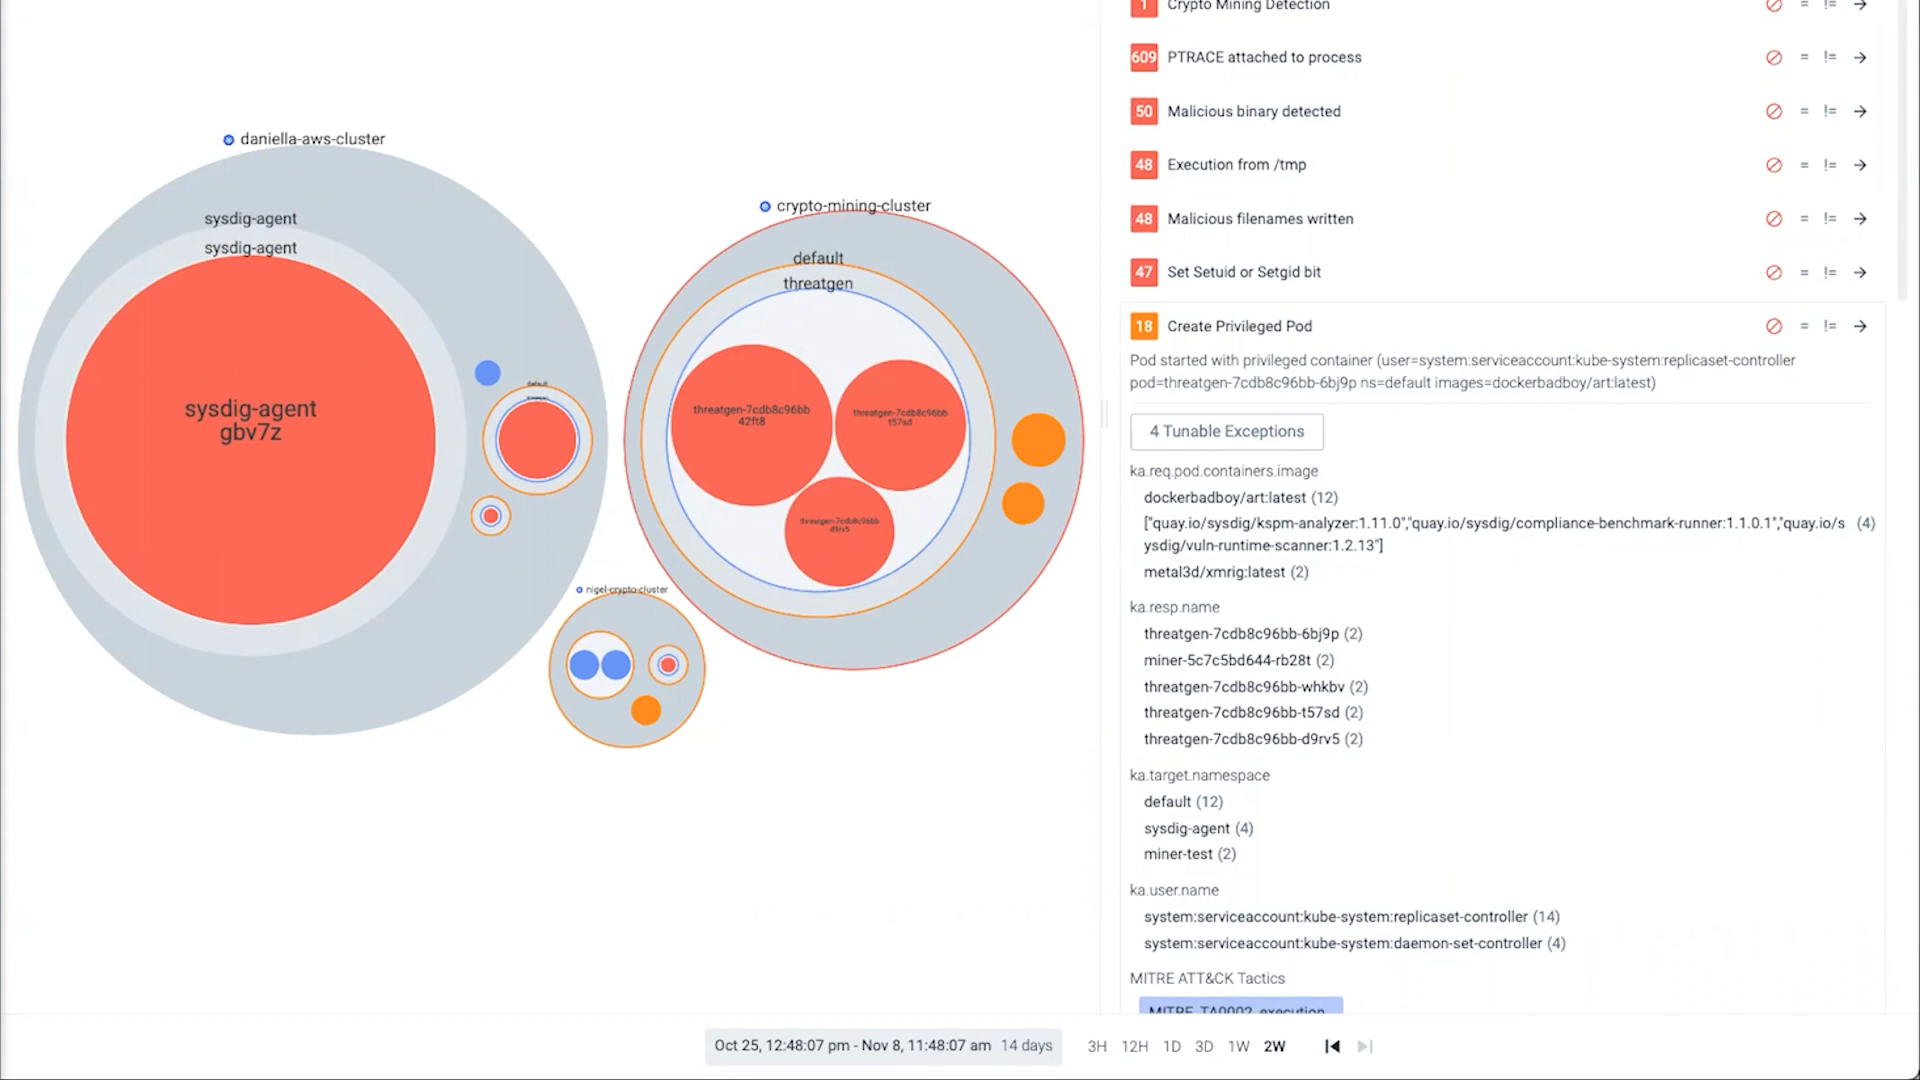 daniella-aws-cluster
sysdig-agent
sysdig-agent
sysdig-agent
gbv7z
default
crypto-mining-cluster
default
threatgen
threatgen-7cdb8c96bb
42ft8
threatgen-7cdb8c96bb
t57sd
threatgen-7cdb8c96bb
d9rv5
nigel-crypto-cluster
1 Crypto Mining Detection = !=
609 PTRACE attached to process = !=
50 Malicious binary detected = !=
48 Execution from /tmp = !=
48 Malicious filenames written = !=
47 Set Setuid or Setgid bit = !=
18 Create Privileged Pod = !=
Pod started with privileged container (user=system:serviceaccount:kube-system:replicaset-controller
pod=threatgen-7cdb8c96bb-6bj9p ns=default images=dockerbadboy/art:latest)
4 Tunable Exceptions
ka.req.pod.containers.image
dockerbadboy/art:latest (12)
["quay.io/sysdig/kspm-analyzer:1.11.0","quay.io/sysdig/compliance-benchmark-runner:1.1.0.1","quay.io/s (4)
ysdig/vuln-runtime-scanner:1.2.13"]
metal3d/xmrig:latest (2)
ka.resp.name
threatgen-7cdb8c96bb-6bj9p (2)
miner-5c7c5bd644-rb28t (2)
threatgen-7cdb8c96bb-whkbv (2)
threatgen-7cdb8c96bb-t57sd (2)
threatgen-7cdb8c96bb-d9rv5 (2)
ka.target.namespace
default (12)
sysdig-agent (4)
miner-test (2)
ka.user.name
system:serviceaccount:kube-system:replicaset-controller (14)
system:serviceaccount:kube-system:daemon-set-controller (4)
MITRE ATT&CK Tactics
MITRE_TA0002_execution
Oct 25, 12:48:07 pm - Nov 8, 11:48:07 am 14 days
3H 12H 1D 3D 1W 2W